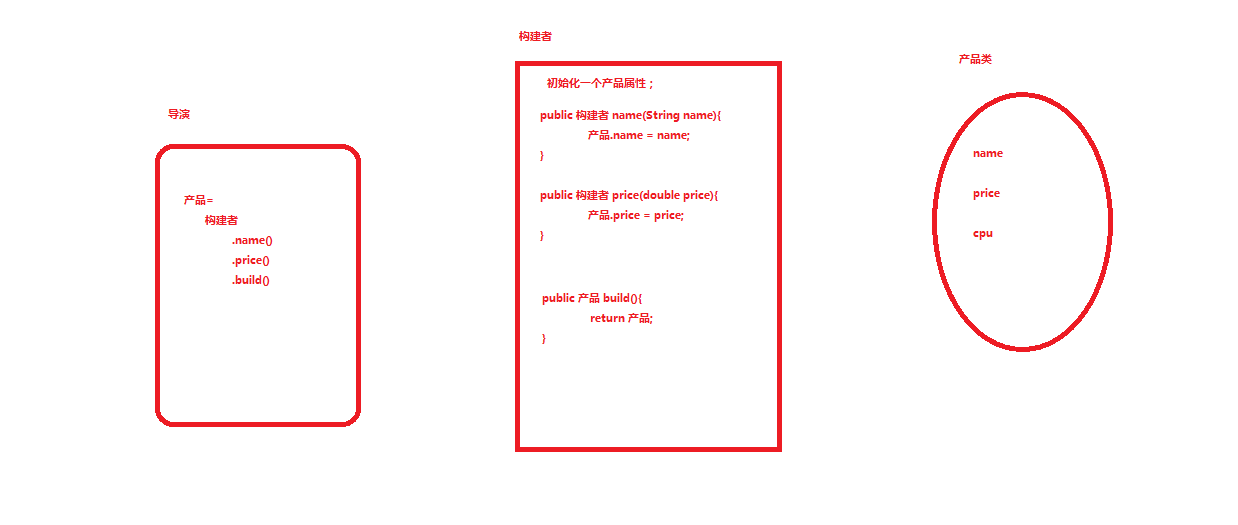 导演
产品=
构建者
.name()
.price()
.build()
构建者
初始化一个产品属性；
public 构建者 name(String name){
产品.name = name;
}
public 构建者 price(double price){
产品.price = price;
}
public 产品 build(){
return 产品;
}
产品类
name
price
cpu